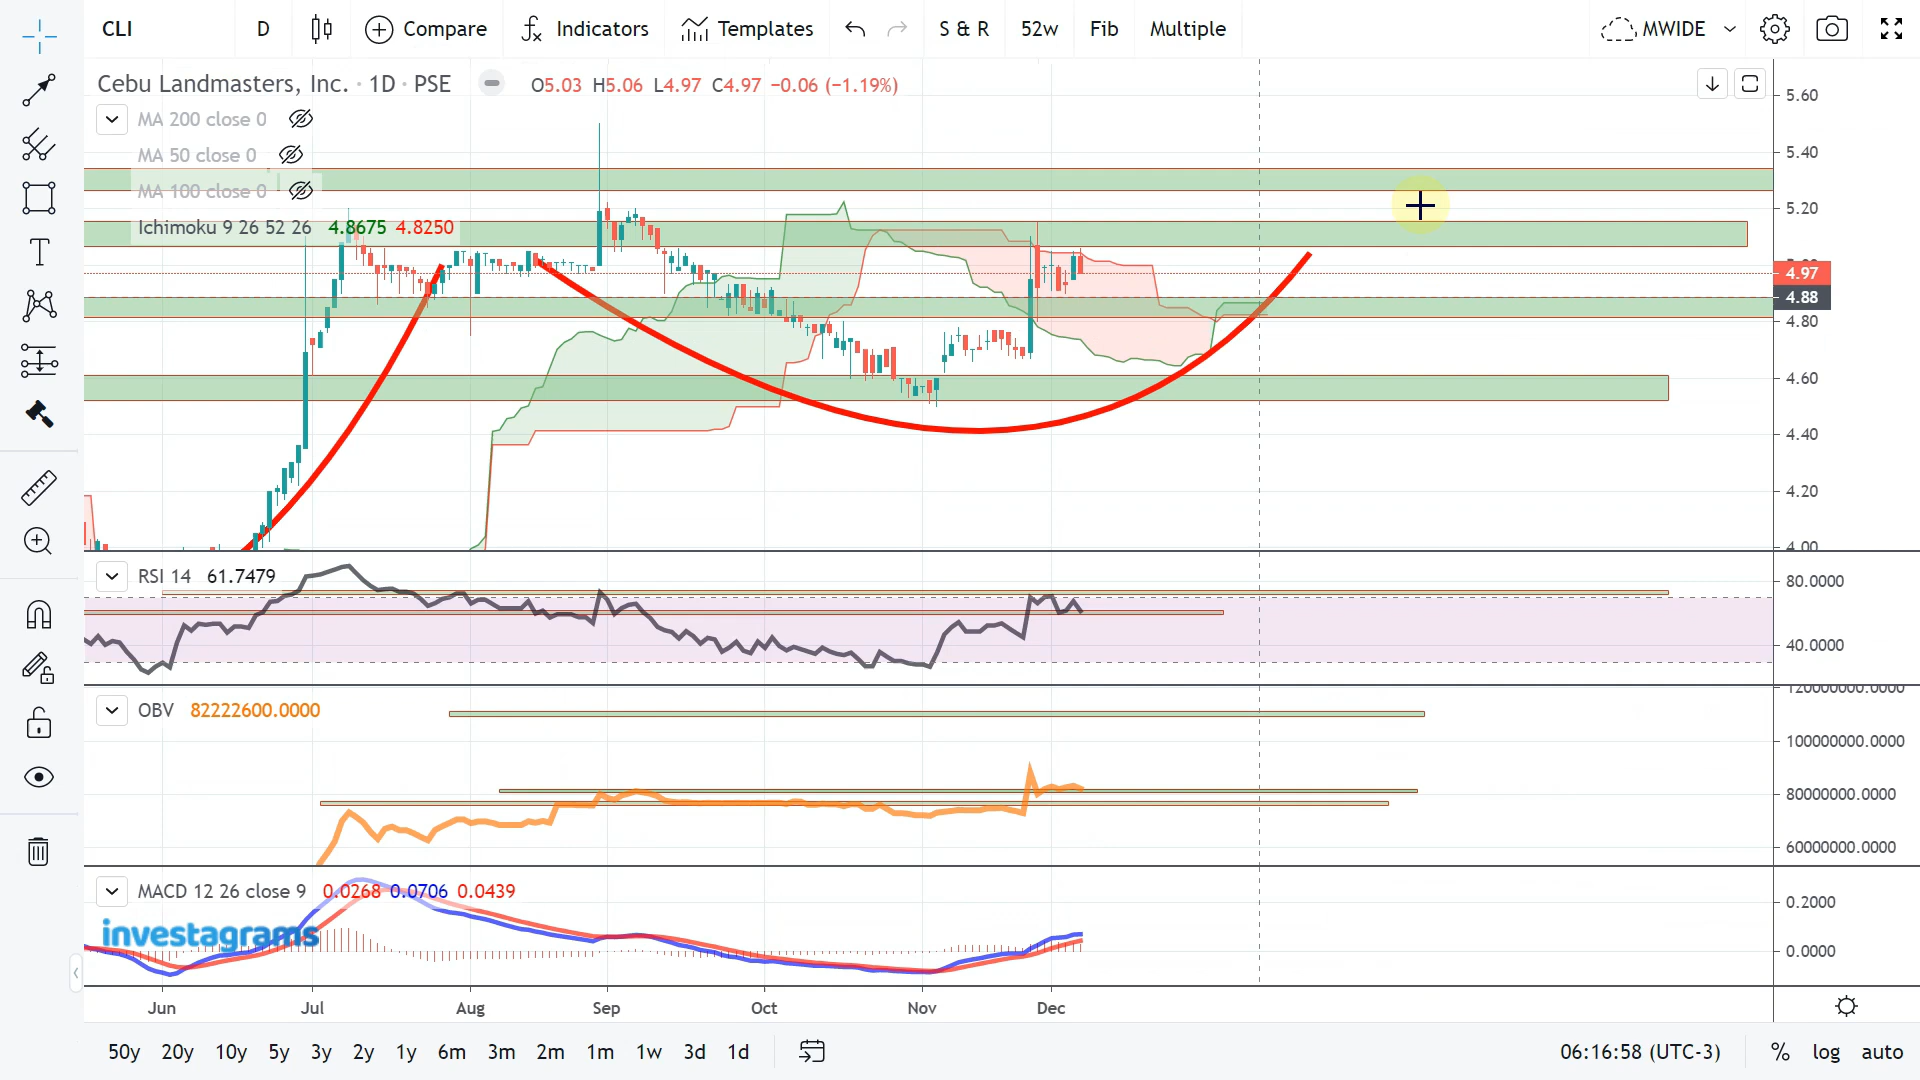 CLI D Compare Indicators Templates S & R 52w Fib Multiple MWIDE
Cebu Landmasters, Inc. · 1D · PSE O5.03 H5.06 L4.97 C4.97 −0.06 (−1.19%)
MA 200 close 0
MA 50 close 0
MA 100 close 0
Ichimoku 9 26 52 26 4.8675 4.8250
5.60
5.40
5.20
4.97
4.88
4.80
4.60
4.40
4.20
4.00
RSI 14 61.7479
80.0000
40.0000
OBV 82222600.0000
120000000.0000
100000000.0000
80000000.0000
60000000.0000
MACD 12 26 close 9 0.0268 0.0706 0.0439
0.2000
0.0000
investagrams
Jun Jul Aug Sep Oct Nov Dec
50y 20y 10y 5y 3y 2y 1y 6m 3m 2m 1m 1w 3d 1d 06:16:58 (UTC-3) % log auto